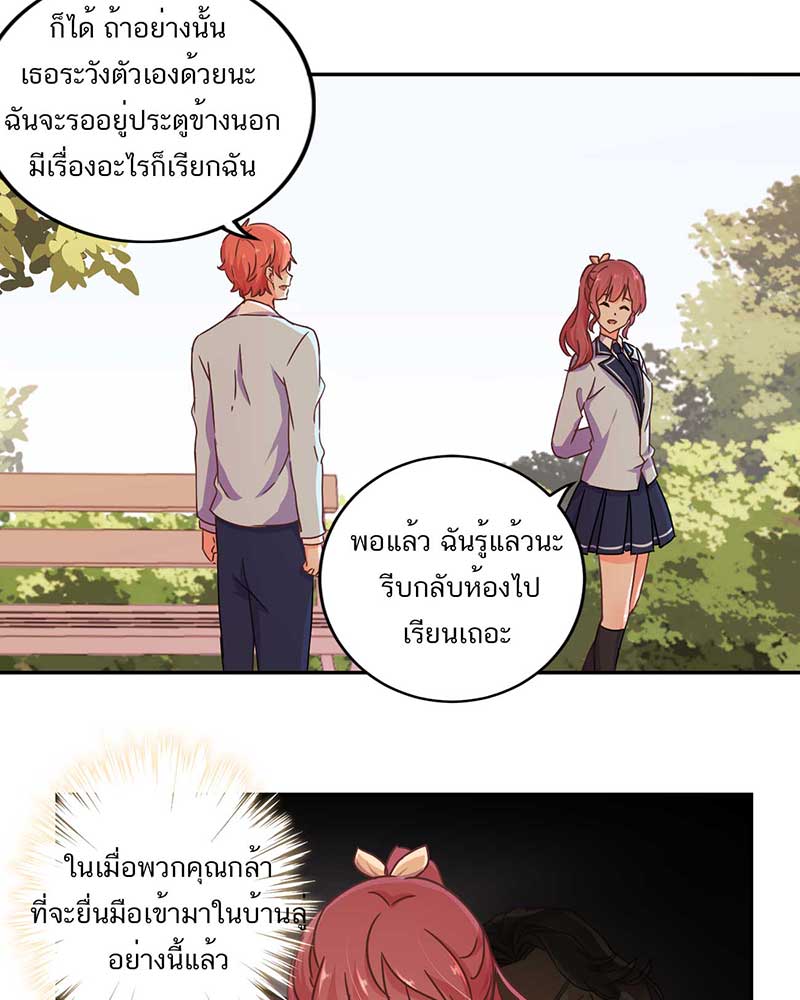 ก็ได้ ถ้าอย่างนั้น
เธอระวังตัวเองด้วยนะ
ฉันจะรออยู่ประตูข้างนอก
มีเรื่องอะไรก็เรียกฉัน
พอแล้ว ฉันรู้แล้วนะ
รีบกลับห้องไป
เรียนเถอะ
ในเมื่อพวกคุณกล้า
ที่จะยื่นมือเข้ามาในบ้านลู่
อย่างนี้แล้ว